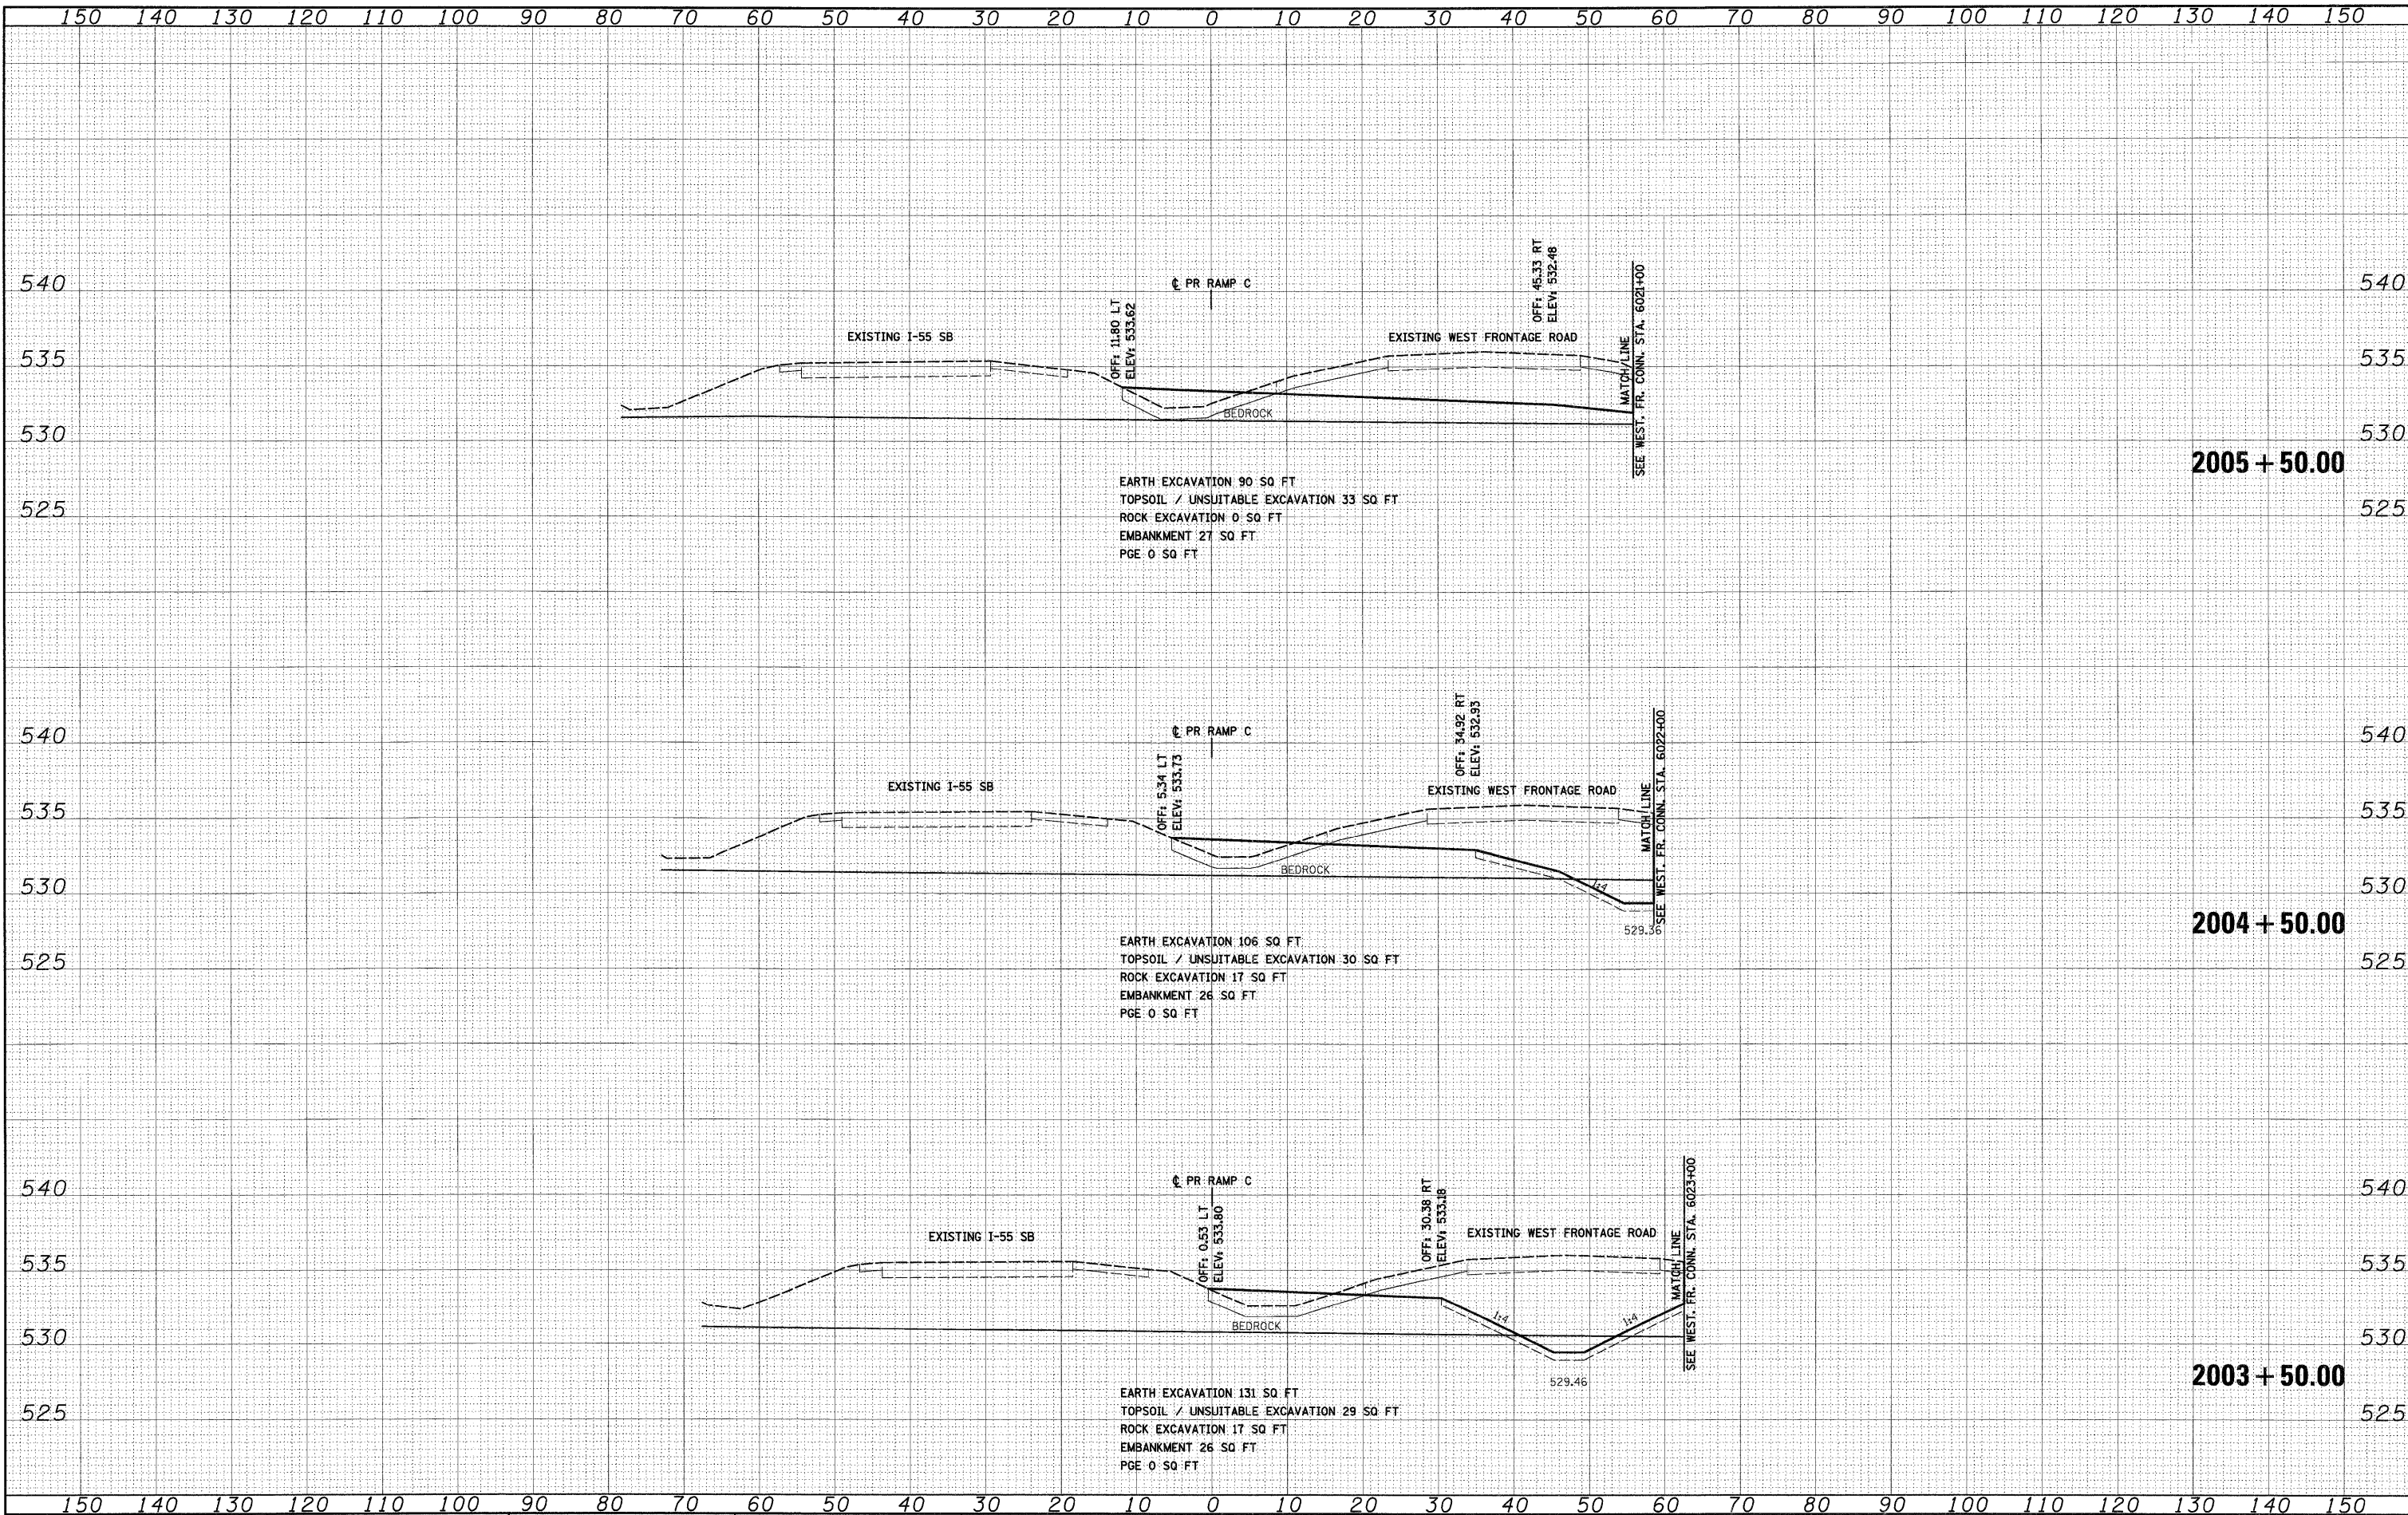 150 140 130 120 110 100 90 80 70 60 50 40 30 20 10 0 10 20 30 40 50 60 70 80 90 100 110 120 130 140 150
540 540
℄ PR RAMP C
OFF: 45.33 RT
ELEV: 532.48
OFF: 11.80 LT
ELEV: 533.62
EXISTING I-55 SB
EXISTING WEST FRONTAGE ROAD
MATCH LINE
SEE WEST. FR. CONN. STA. 6021+00
535 535
BEDROCK
530 530
2005 + 50.00
EARTH EXCAVATION 90 SQ FT
TOPSOIL / UNSUITABLE EXCAVATION 33 SQ FT
ROCK EXCAVATION 0 SQ FT
EMBANKMENT 27 SQ FT
PGE 0 SQ FT
525 525
540 540
℄ PR RAMP C
OFF: 34.92 RT
ELEV: 532.93
OFF: 5.34 LT
ELEV: 533.73
EXISTING I-55 SB
EXISTING WEST FRONTAGE ROAD
MATCH LINE
SEE WEST. FR. CONN. STA. 6022+00
535 535
BEDROCK
1:4
530 530
529.36
2004 + 50.00
EARTH EXCAVATION 106 SQ FT
TOPSOIL / UNSUITABLE EXCAVATION 30 SQ FT
ROCK EXCAVATION 17 SQ FT
EMBANKMENT 26 SQ FT
PGE 0 SQ FT
525 525
540 540
℄ PR RAMP C
OFF: 0.53 LT
ELEV: 533.80
OFF: 30.38 RT
ELEV: 533.18
EXISTING I-55 SB
EXISTING WEST FRONTAGE ROAD
MATCH LINE
SEE WEST. FR. CONN. STA. 6023+00
535 535
BEDROCK
1:4 1:4
530 530
529.46
2003 + 50.00
EARTH EXCAVATION 131 SQ FT
TOPSOIL / UNSUITABLE EXCAVATION 29 SQ FT
ROCK EXCAVATION 17 SQ FT
EMBANKMENT 26 SQ FT
PGE 0 SQ FT
525 525
150 140 130 120 110 100 90 80 70 60 50 40 30 20 10 0 10 20 30 40 50 60 70 80 90 100 110 120 130 140 150